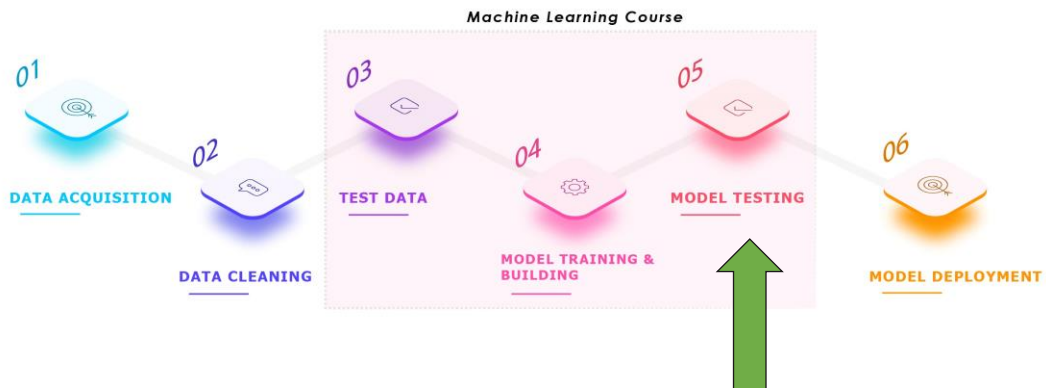 Machine Learning Course
01
DATA ACQUISITION
02
DATA CLEANING
03
TEST DATA
04
MODEL TRAINING &
BUILDING
05
MODEL TESTING
06
MODEL DEPLOYMENT